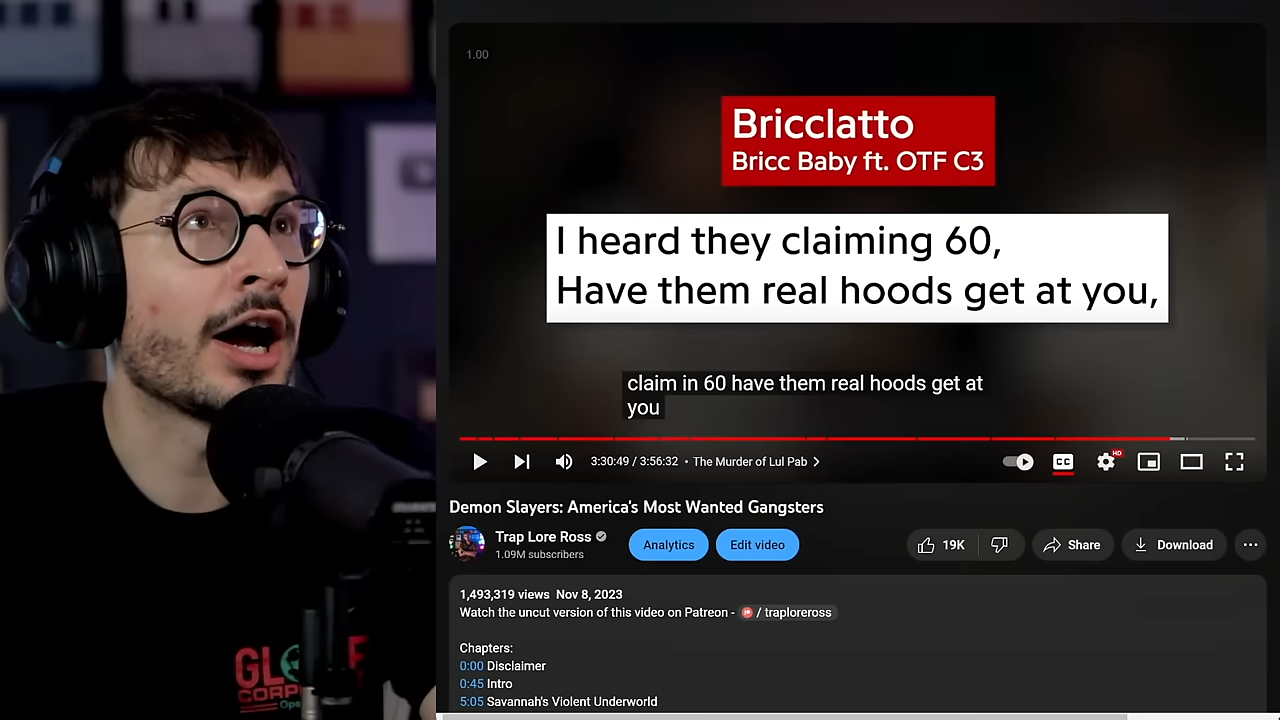 1.00
Bricclatto
Bricc Baby ft. OTF C3
I heard they claiming 60,
Have them real hoods get at you,
claim in 60 have them real hoods get at
you
3:30:49 / 3:56:32 • The Murder of Lul Pab
CC
HD
Demon Slayers: America's Most Wanted Gangsters
Trap Lore Ross
1.09M subscribers
Analytics
Edit video
19K
Share
Download
1,493,319 views Nov 8, 2023
Watch the uncut version of this video on Patreon - / traploreross
Chapters:
0:00 Disclaimer
0:45 Intro
5:05 Savannah's Violent Underworld